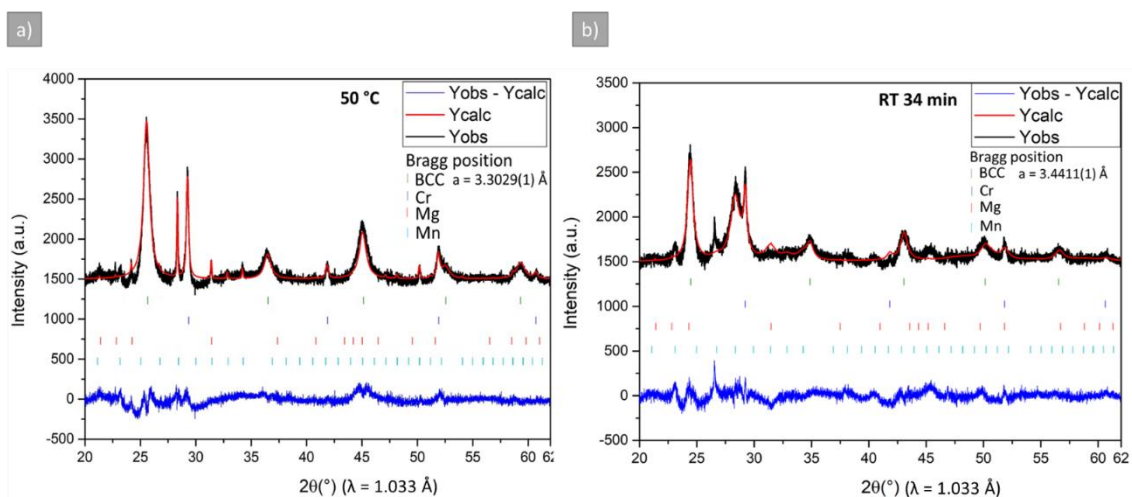 a)
50 °C
Yobs - Ycalc
Ycalc
Yobs
Bragg position
BCC a = 3.3029(1) Å
Cr
Mg
Mn
Intensity (a.u.)
4000
3500
3000
2500
2000
1500
1000
500
0
-500
20 25 30 35 40 45 50 55 60 62
2θ(°) (λ = 1.033 Å)
b)
RT 34 min
Yobs - Ycalc
Ycalc
Yobs
Bragg position
BCC a = 3.4411(1) Å
Cr
Mg
Mn
Intensity (a.u.)
3500
3000
2500
2000
1500
1000
500
0
-500
20 25 30 35 40 45 50 55 60 62
2θ(°) (λ = 1.033 Å)